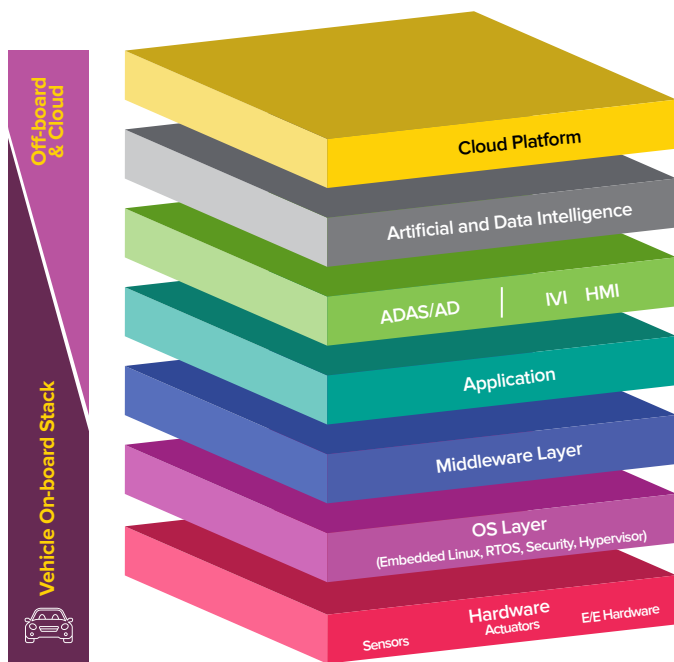 Off-board
& Cloud
Vehicle On-board Stack
Cloud Platform
Artificial and Data Intelligence
ADAS/AD | IVI HMI
Application
Middleware Layer
OS Layer
(Embedded Linux, RTOS, Security, Hypervisor)
Hardware
Sensors Actuators E/E Hardware